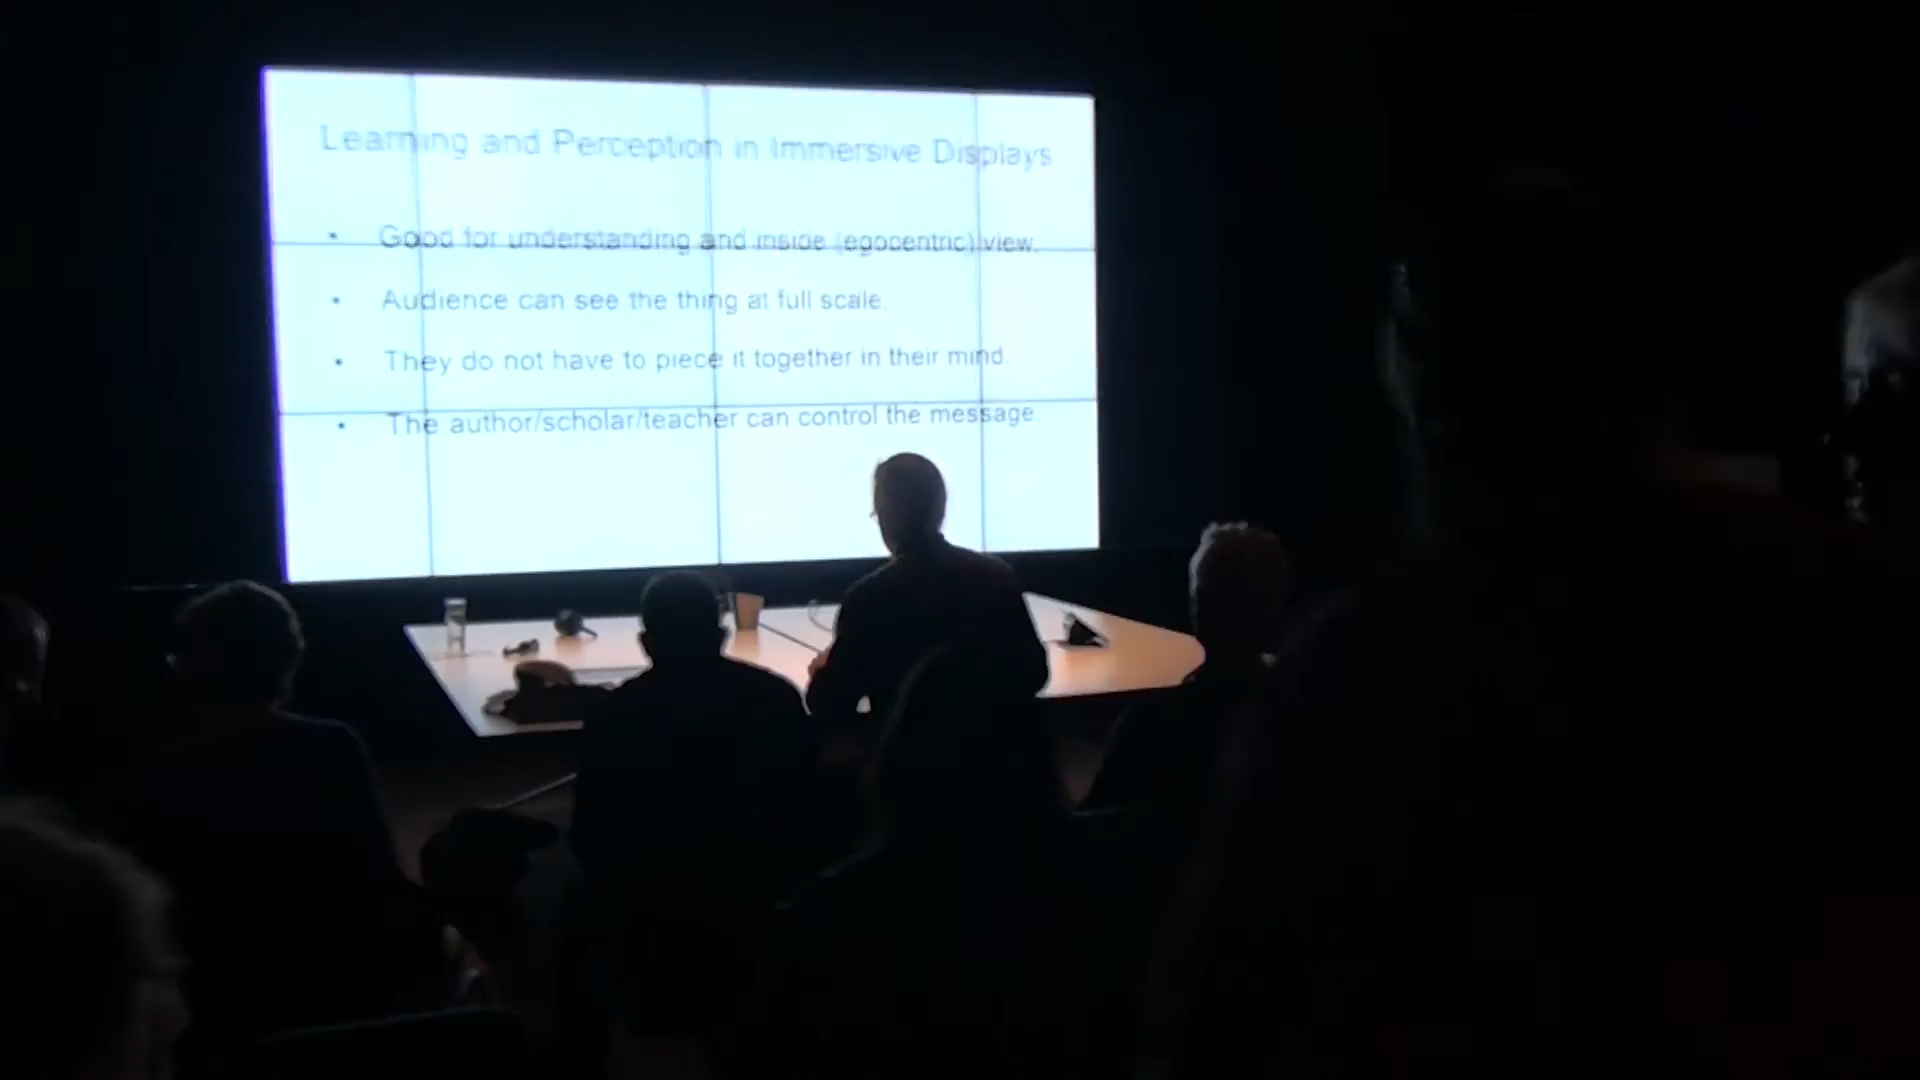 Learning and Perception in Immersive Displays
• Good for understanding and inside (egocentric) view.
• Audience can see the thing at full scale.
• They do not have to piece it together in their mind.
• The author/scholar/teacher can control the message.